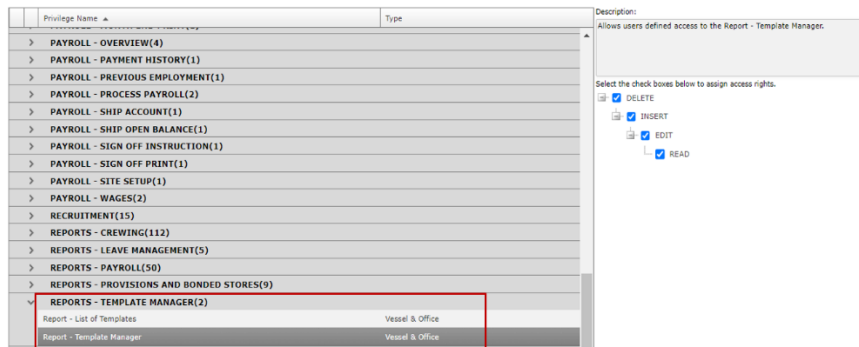 Privilege Name
Type
PAYROLL - OVERVIEW(4)
PAYROLL - PAYMENT HISTORY(1)
PAYROLL - PREVIOUS EMPLOYMENT(1)
PAYROLL - PROCESS PAYROLL(2)
PAYROLL - SHIP ACCOUNT(1)
PAYROLL - SHIP OPEN BALANCE(1)
PAYROLL - SIGN OFF INSTRUCTION(1)
PAYROLL - SIGN OFF PRINT(1)
PAYROLL - SITE SETUP(1)
PAYROLL - WAGES(2)
RECRUITMENT(15)
REPORTS - CREWING(112)
REPORTS - LEAVE MANAGEMENT(5)
REPORTS - PAYROLL(50)
REPORTS - PROVISIONS AND BONDED STORES(9)
REPORTS - TEMPLATE MANAGER(2)
Report - List of Templates Vessel & Office
Report - Template Manager Vessel & Office
Description:
Allows users defined access to the Report - Template Manager.
Select the check boxes below to assign access rights.
DELETE
INSERT
EDIT
READ